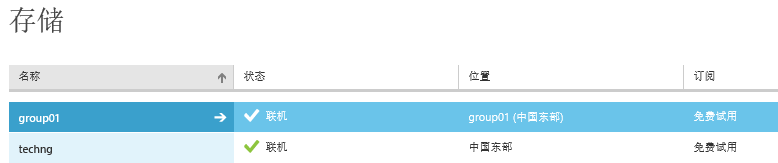 存储
名称 状态 位置 订阅
group01 联机 group01 (中国东部) 免费试用
techng 联机 中国东部 免费试用